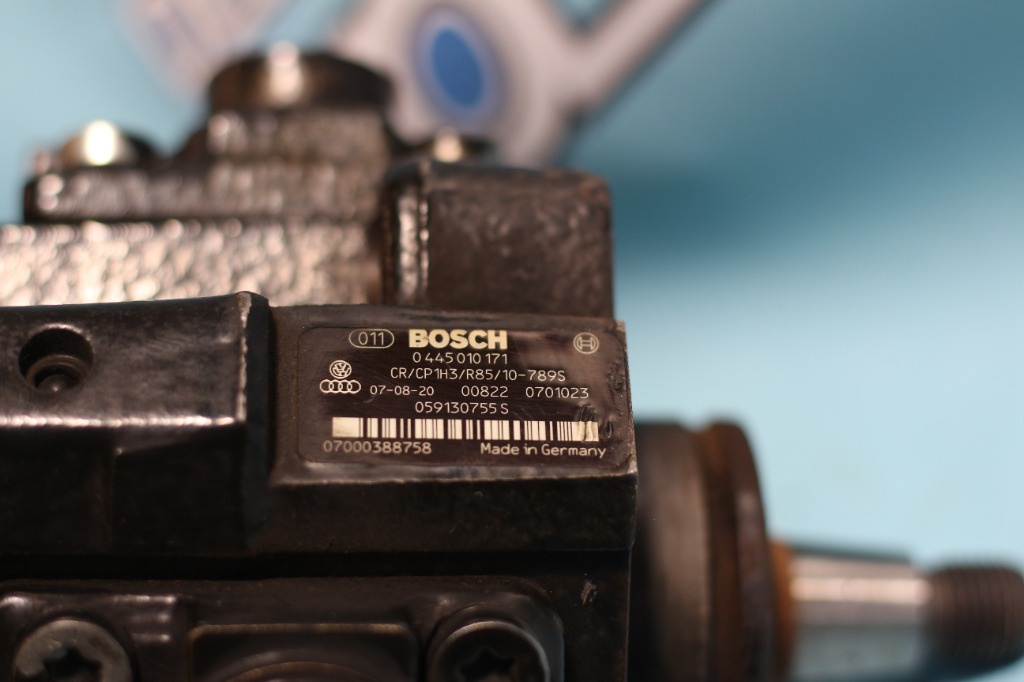 011 BOSCH
0 445 010 171
CR/CP1H3/R85/10-789S
07-08-20 00822 0701023
059130755 S
07000388758 Made in Germany